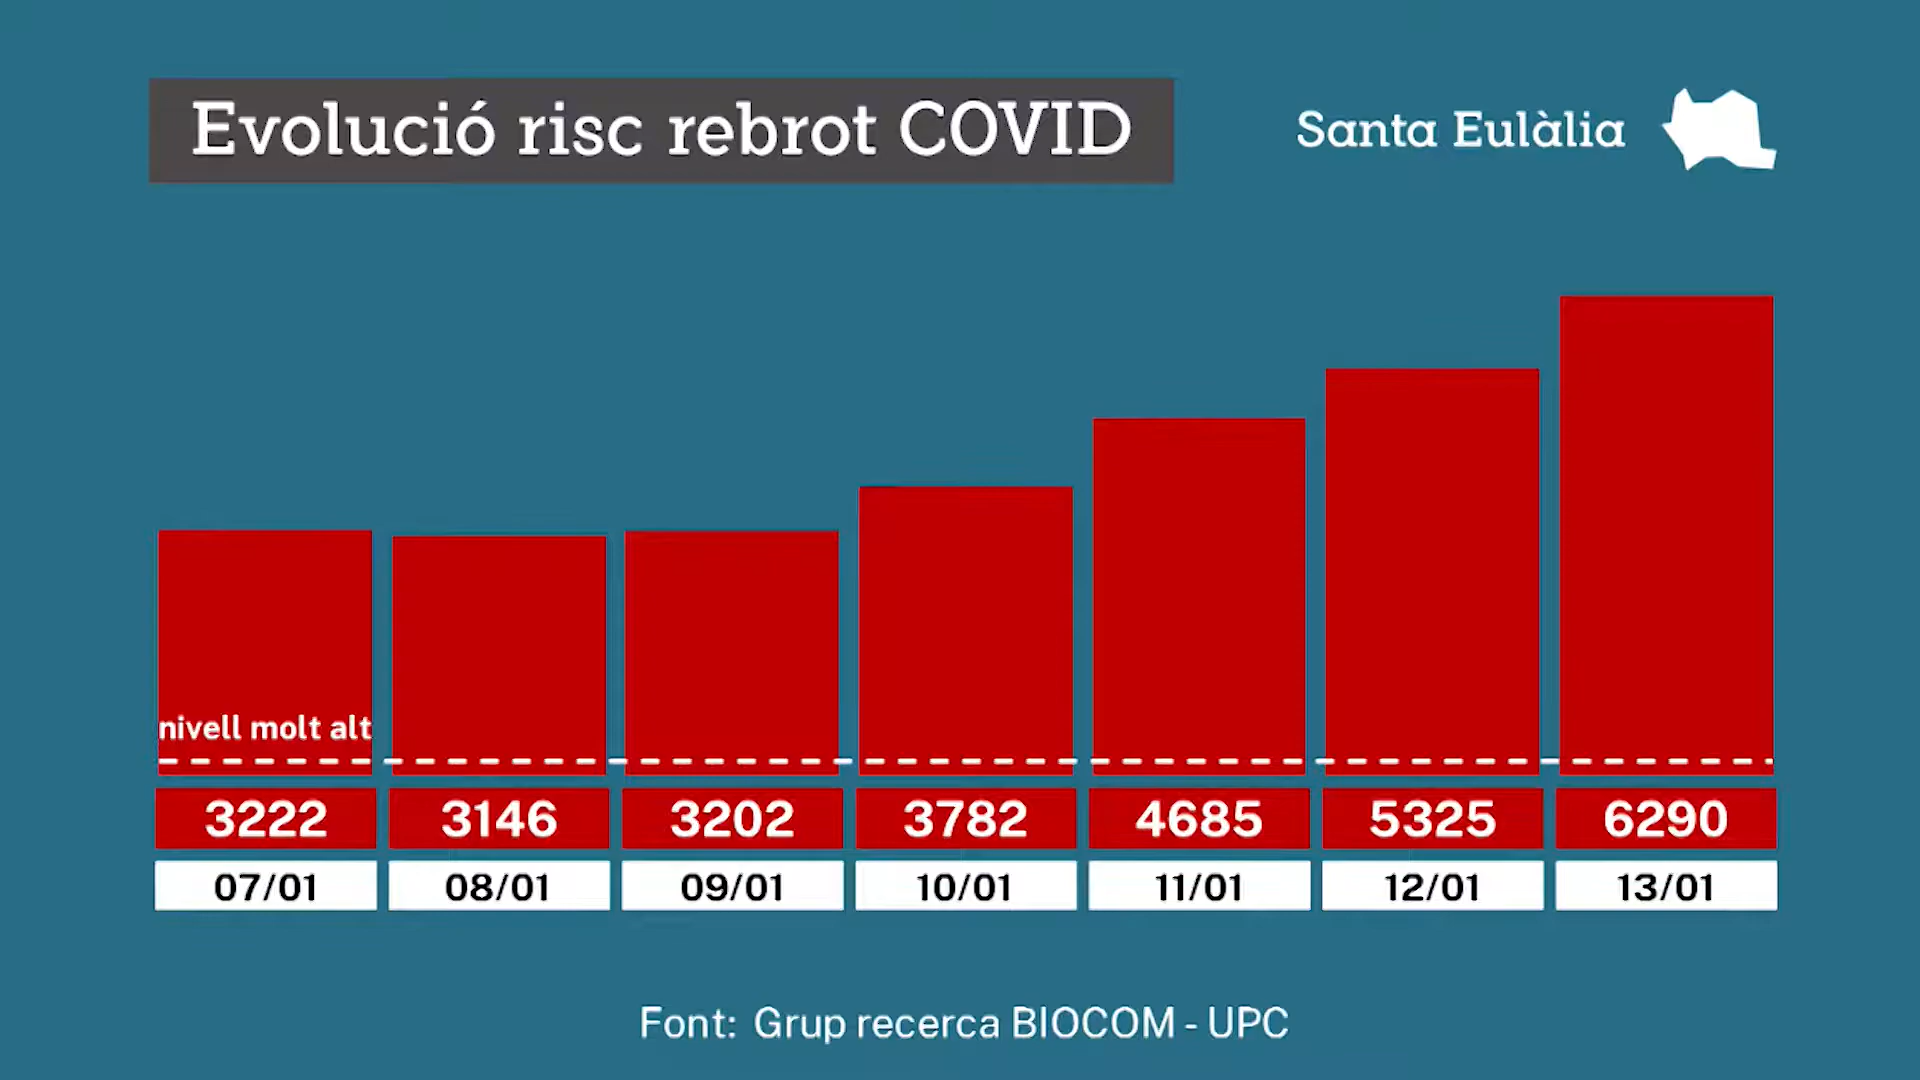 Evolució risc rebrot COVID
Santa Eulàlia
nivell molt alt
3222 3146 3202 3782 4685 5325 6290
07/01 08/01 09/01 10/01 11/01 12/01 13/01
Font: Grup recerca BIOCOM - UPC